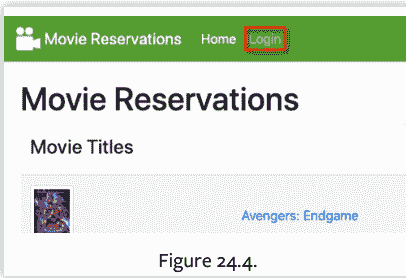 Movie Reservations Home Login
Movie Reservations
Movie Titles
Avengers: Endgame
Figure 24.4.